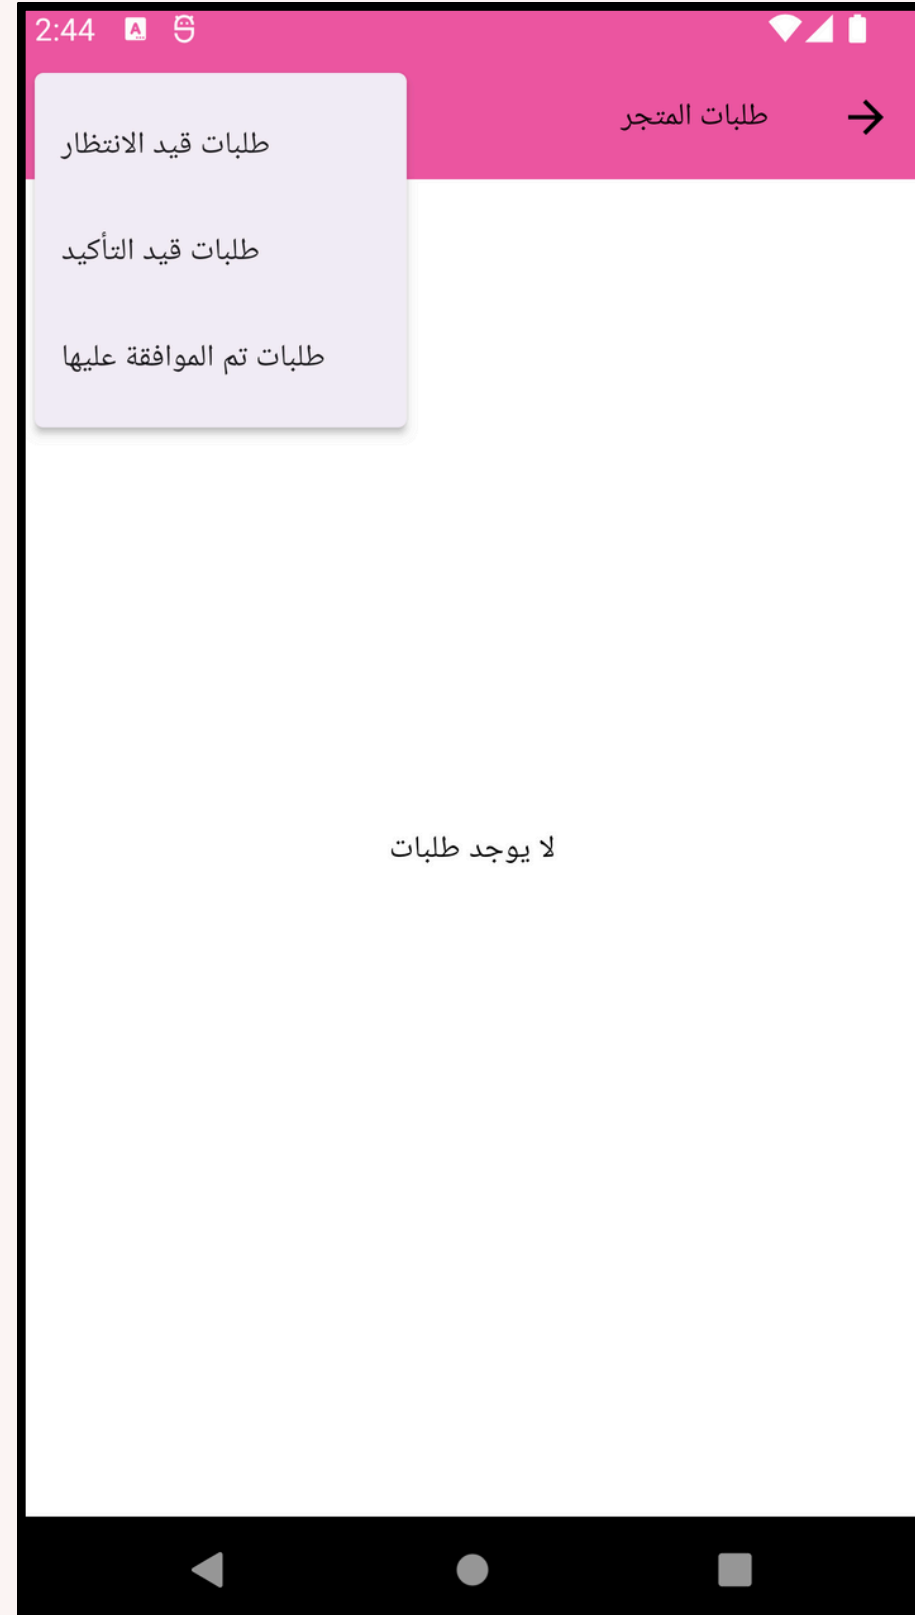 2:44
طلبات المتجر
طلبات قيد الانتظار
طلبات قيد التأكيد
طلبات تم الموافقة عليها
لا يوجد طلبات